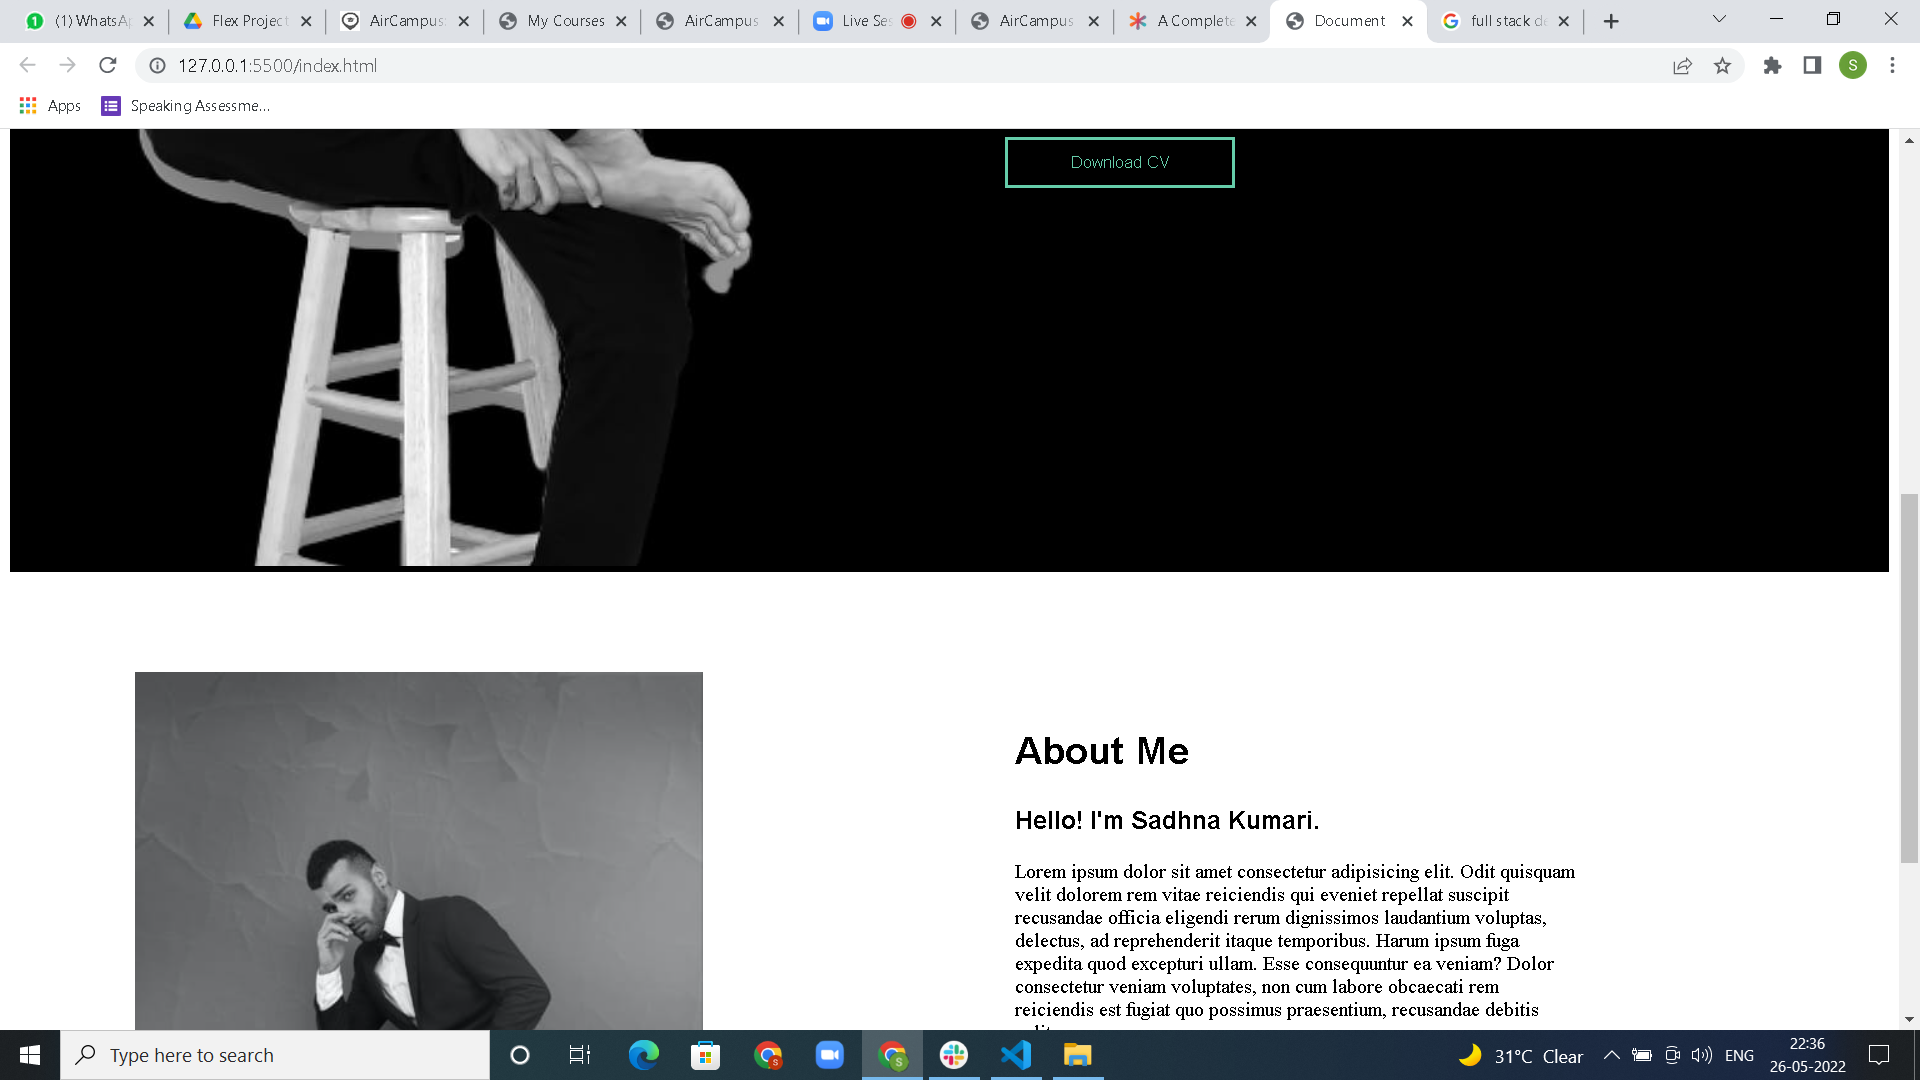 (1) WhatsAp
Flex Project
AirCampus:
My Courses
AirCampus
Live Ses
AirCampus
A Complete
Document
full stack de
127.0.0.1:5500/index.html
S
Apps
Speaking Assessme...
Download CV
About Me
Hello! I'm Sadhna Kumari.
Lorem ipsum dolor sit amet consectetur adipisicing elit. Odit quisquam
velit dolorem rem vitae reiciendis qui eveniet repellat suscipit
recusandae officia eligendi rerum dignissimos laudantium voluptas,
delectus, ad reprehenderit itaque temporibus. Harum ipsum fuga
expedita quod excepturi ullam. Esse consequuntur ea veniam? Dolor
consectetur veniam voluptates, non cum labore obcaecati rem
reiciendis est fugiat quo possimus praesentium, recusandae debitis
Type here to search
31°C Clear
ENG
22:36
26-05-2022